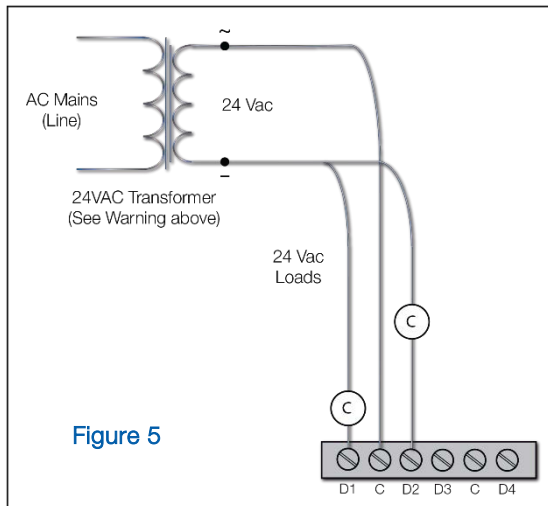 ~
AC Mains
(Line)
24 Vac
–
24VAC Transformer
(See Warning above)
24 Vac
Loads
C
C
Figure 5
D1 C D2 D3 C D4